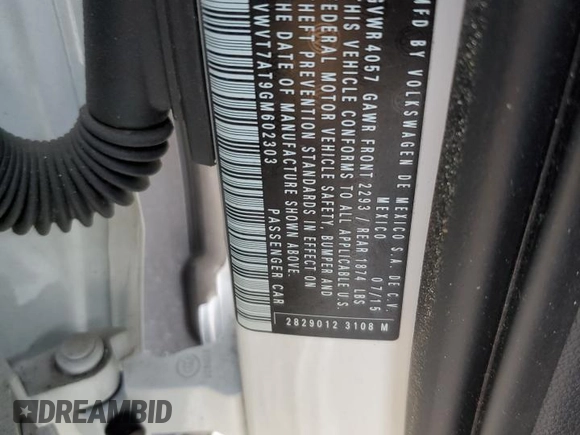 MFD BY VOLKSWAGEN DE MEXICO S.A. DE C.V.
MEXICO 07/15
GVWR 4057 GAWR FRONT 2293 / REAR 1874 LBS
THIS VEHICLE CONFORMS TO ALL APPLICABLE U.S.
FEDERAL MOTOR VEHICLE SAFETY, BUMPER AND
THEFT PREVENTION STANDARDS IN EFFECT ON
THE DATE OF MANUFACTURE SHOWN ABOVE.
VWVT7AT9GM602303 PASSENGER CAR
2829012 3108 M
DREAMBID